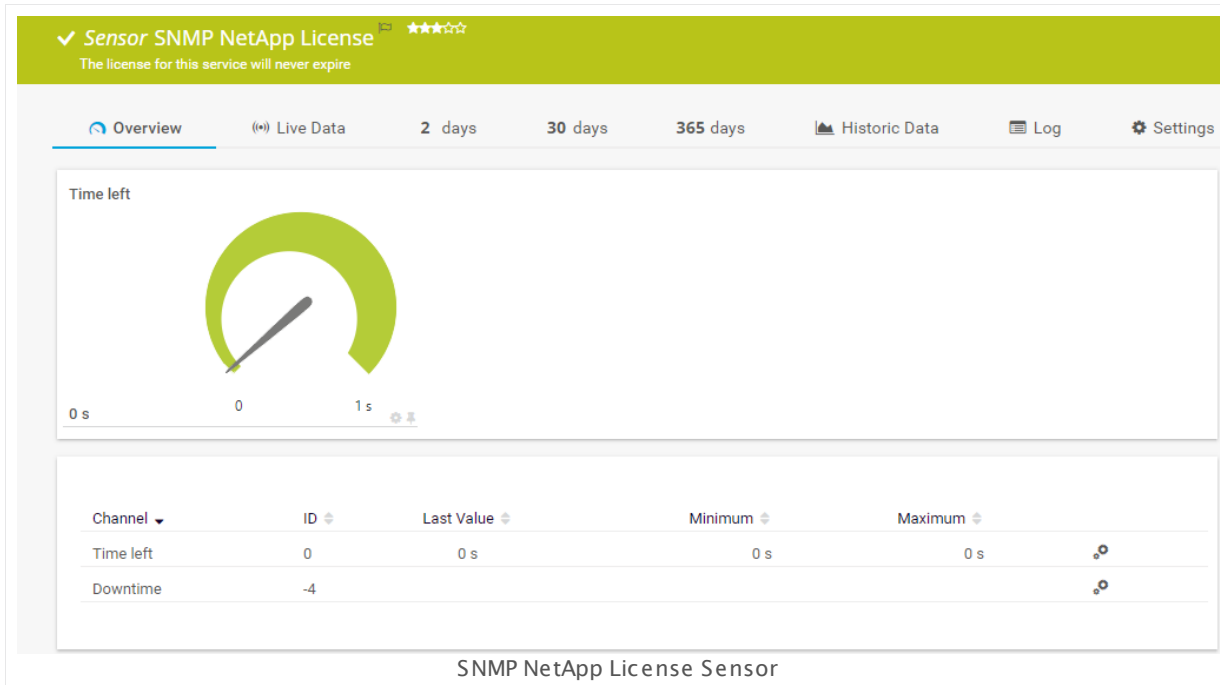 Sensor SNMP NetApp License
The license for this service will never expire
Overview Live Data 2 days 30 days 365 days Historic Data Log Settings
Time left
0 1 s
0 s
Channel ID Last Value Minimum Maximum
Time left 0 0 s 0 s 0 s
Downtime -4
SNMP NetApp License Sensor